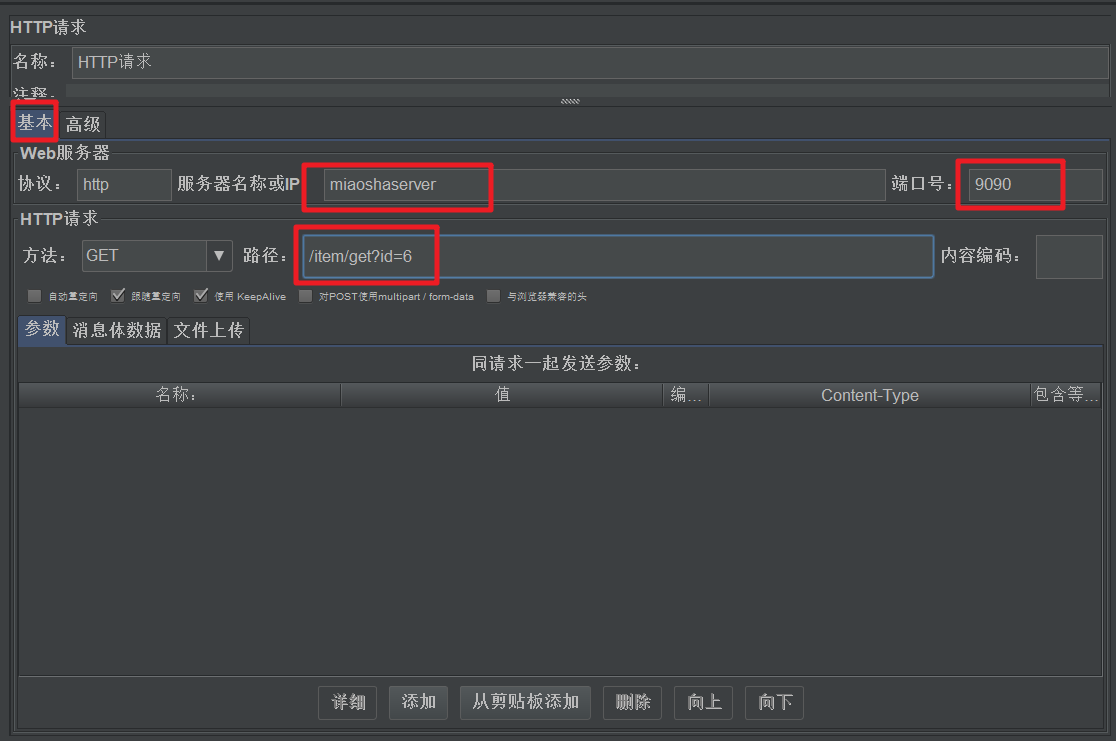 HTTP请求
名称： HTTP请求
注释：
基本 高级
Web服务器
协议： http 服务器名称或IP miaoshaserver 端口号： 9090
HTTP请求
方法： GET 路径： /item/get?id=6 内容编码：
自动重定向 跟随重定向 使用 KeepAlive 对POST使用multipart / form-data 与浏览器兼容的头
参数 消息体数据 文件上传
同请求一起发送参数：
名称： 值 编... Content-Type 包含等...
详细 添加 从剪贴板添加 删除 向上 向下